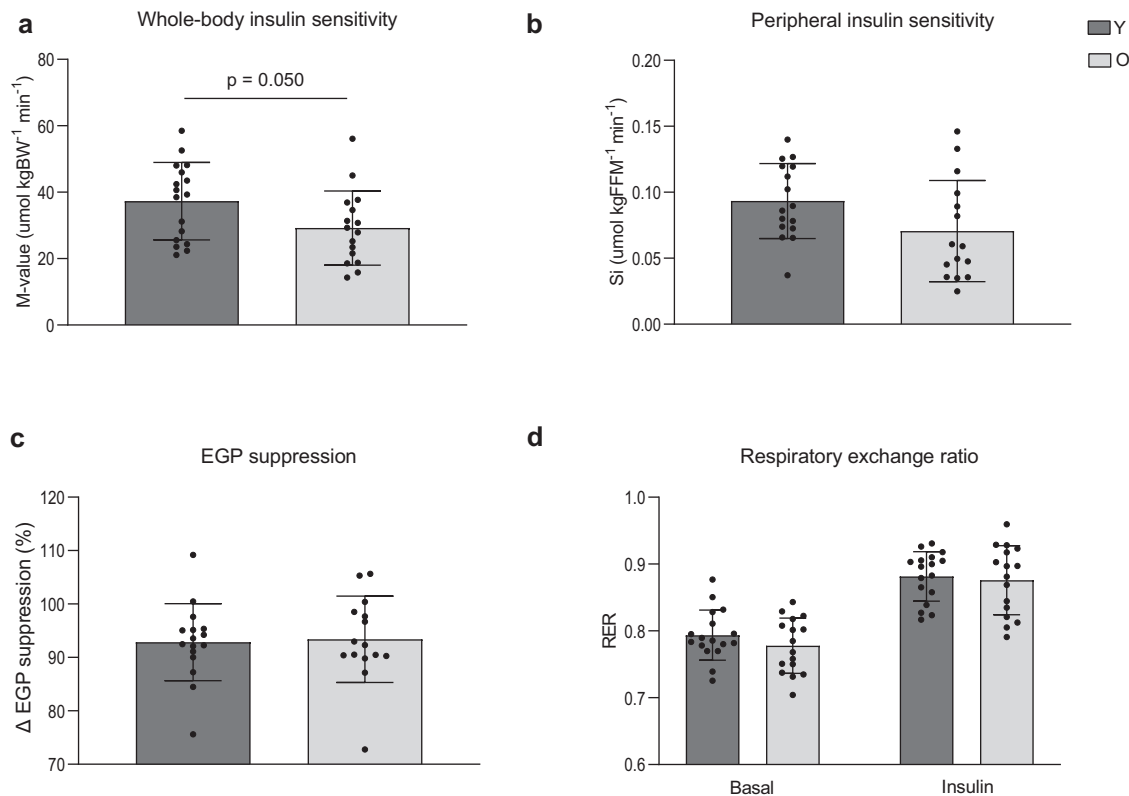 a
Whole-body insulin sensitivity
M-value (umol kgBW⁻¹ min⁻¹)
80
60
40
20
0
p = 0.050
b
Peripheral insulin sensitivity
Si (umol kgFFM⁻¹ min⁻¹)
0.20
0.15
0.10
0.05
0.00
Y
O
c
EGP suppression
Δ EGP suppression (%)
120
110
100
90
80
70
d
Respiratory exchange ratio
RER
1.0
0.9
0.8
0.7
0.6
Basal
Insulin